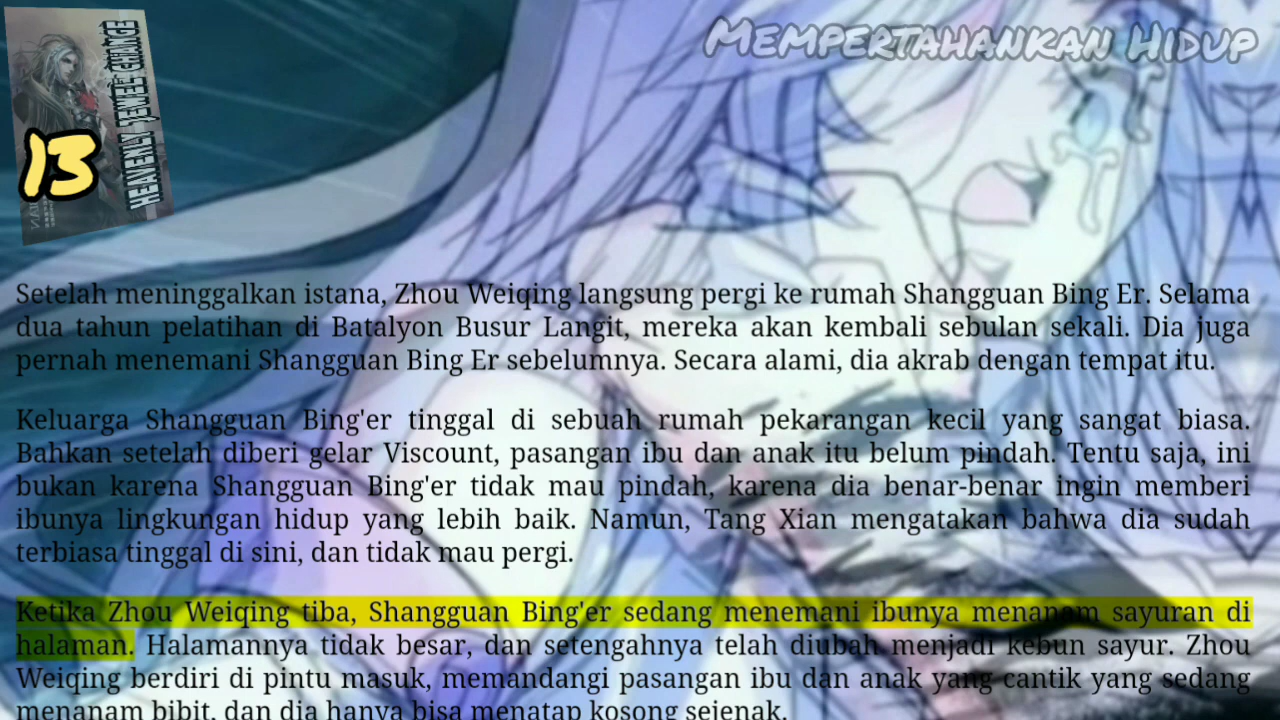 Mempertahankan Hidup
HEAVENLY JEWEL CHANGE
13
Setelah meninggalkan istana, Zhou Weiqing langsung pergi ke rumah Shangguan Bing Er. Selama
dua tahun pelatihan di Batalyon Busur Langit, mereka akan kembali sebulan sekali. Dia juga
pernah menemani Shangguan Bing Er sebelumnya. Secara alami, dia akrab dengan tempat itu.
Keluarga Shangguan Bing'er tinggal di sebuah rumah pekarangan kecil yang sangat biasa.
Bahkan setelah diberi gelar Viscount, pasangan ibu dan anak itu belum pindah. Tentu saja, ini
bukan karena Shangguan Bing'er tidak mau pindah, karena dia benar-benar ingin memberi
ibunya lingkungan hidup yang lebih baik. Namun, Tang Xian mengatakan bahwa dia sudah
terbiasa tinggal di sini, dan tidak mau pergi.
Ketika Zhou Weiqing tiba, Shangguan Bing'er sedang menemani ibunya menanam sayuran di
halaman. Halamannya tidak besar, dan setengahnya telah diubah menjadi kebun sayur. Zhou
Weiqing berdiri di pintu masuk, memandangi pasangan ibu dan anak yang cantik yang sedang
menanam bibit, dan dia hanya bisa menatap kosong sejenak.